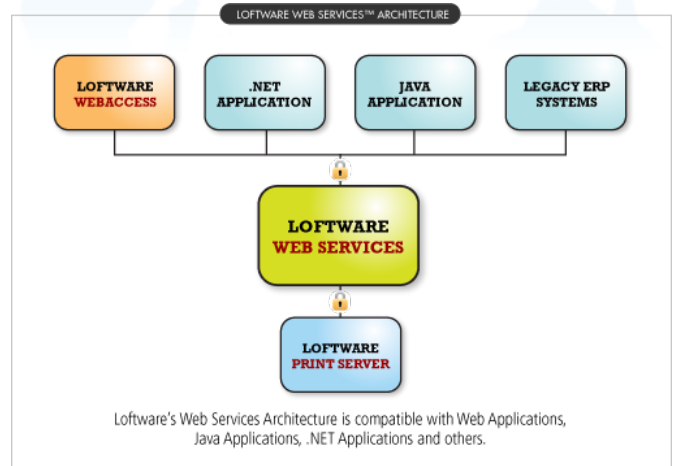 LOFTWARE WEB SERVICES™ ARCHITECTURE
LOFTWARE
WEBACCESS
.NET
APPLICATION
JAVA
APPLICATION
LEGACY ERP
SYSTEMS
LOFTWARE
WEB SERVICES
LOFTWARE
PRINT SERVER
Loftware's Web Services Architecture is compatible with Web Applications,
Java Applications, .NET Applications and others.